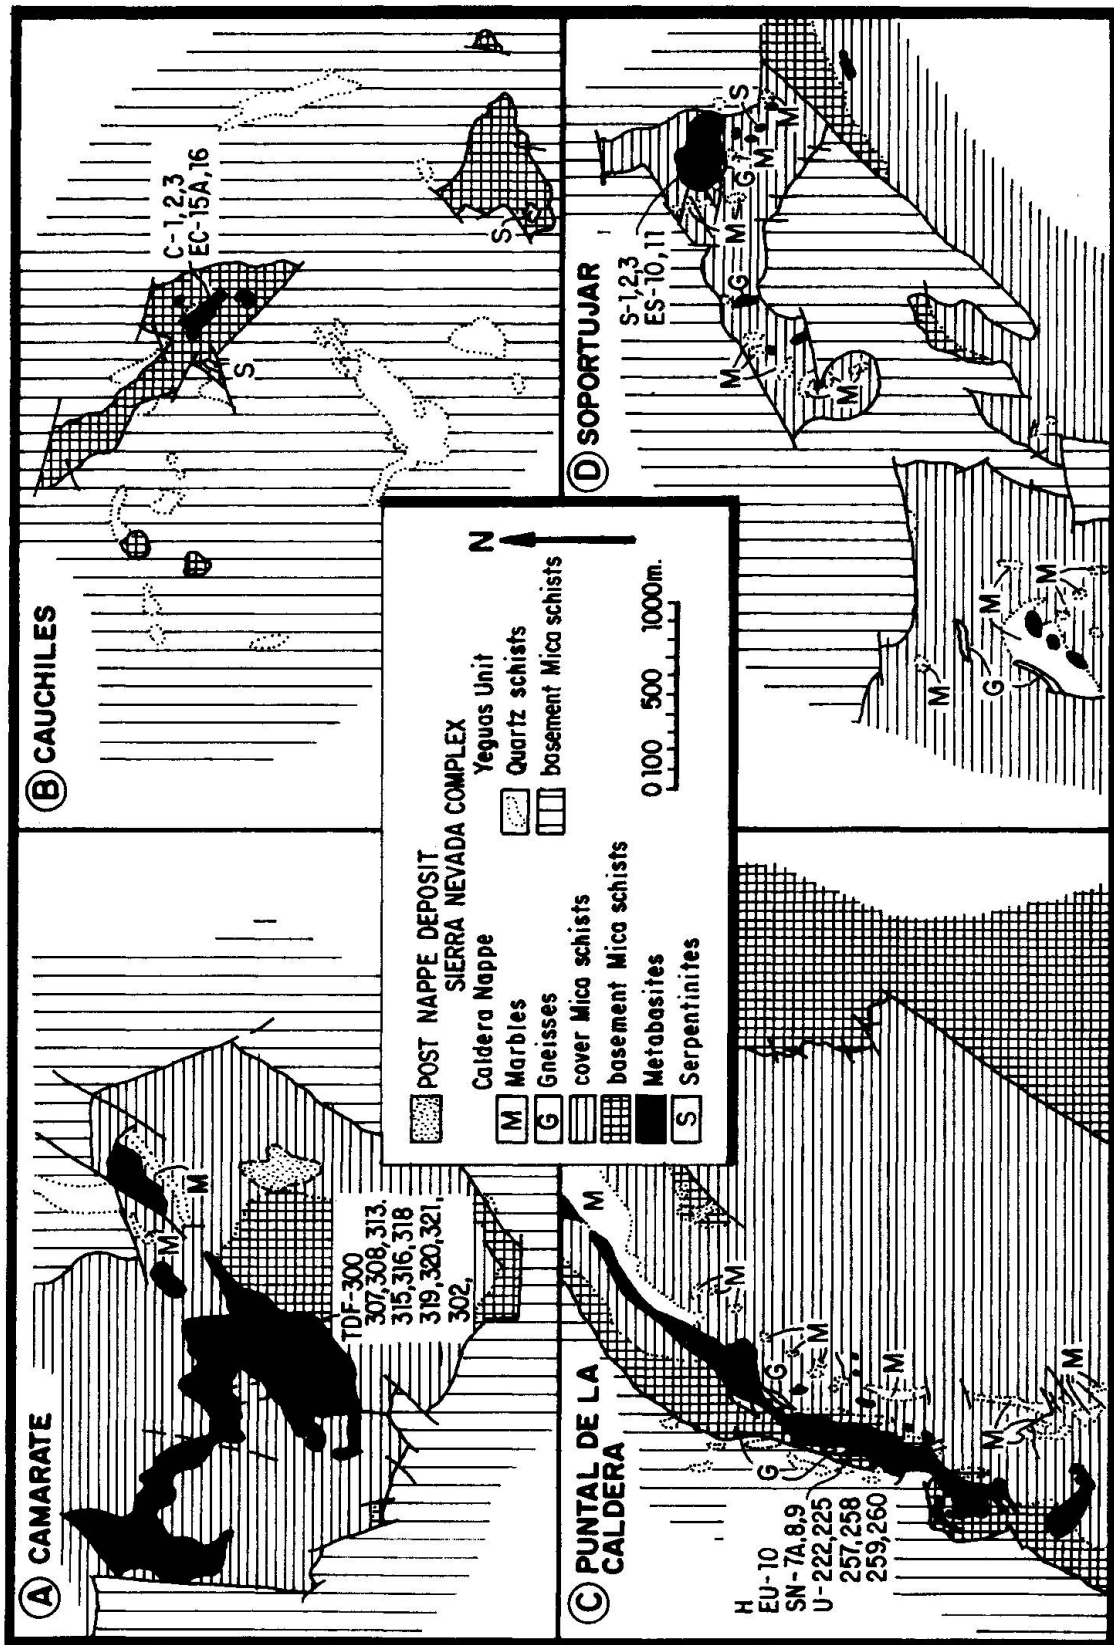 A CAMARATE
M
M
M
TDF-300
307,308,313.
315,316,318
319,320,321,
302,
B CAUCHILES
C-1,2,3
EC-15A,16
S
S
POST NAPPE DEPOSIT
SIERRA NEVADA COMPLEX
Caldera Nappe
M Marbles
G Gneisses
cover Mica schists
basement Mica schists
Metabasites
S Serpentinites
Yeguas Unit
Quartz schists
basement Mica schists
N
0 100 500 1000m.
C PUNTAL DE LA
CALDERA
M
M
G
M
M
G
M
M
H
EU-10
SN-7A,8,9
U-222,225
257,258
259,260
D SOPORTUJAR
S-1,2,3
ES-10,11
S
M
M
G
M
G
M
M
M
M
M
G